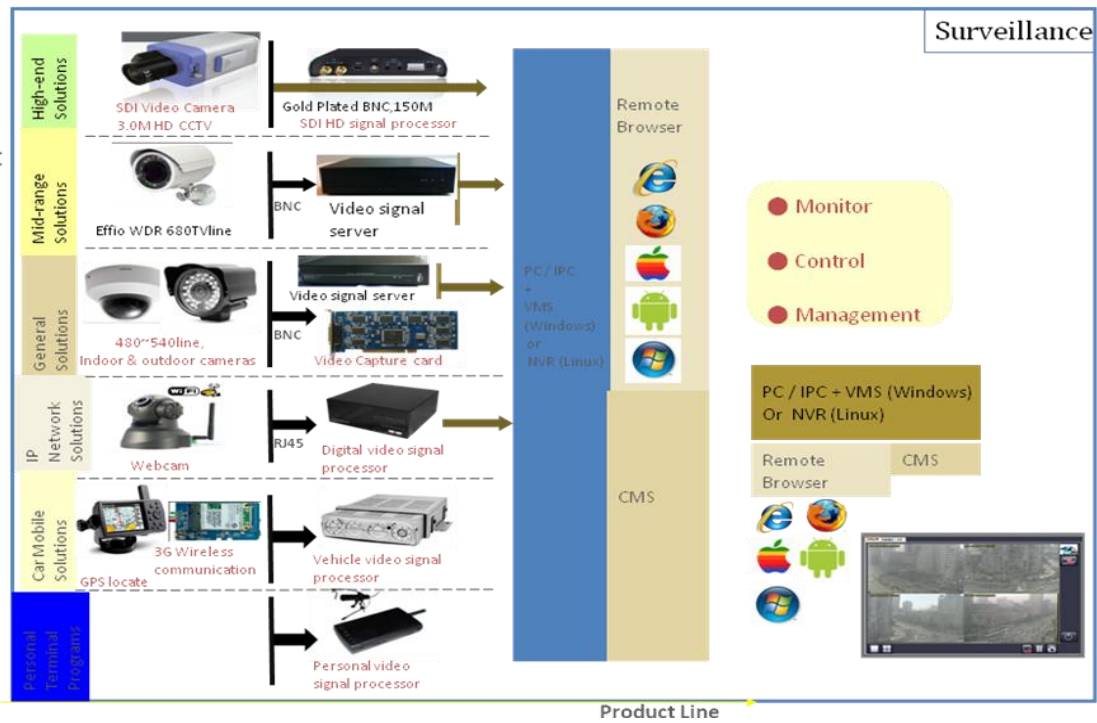 Surveillance
High-end
Solutions
SDI Video Camera
3.0M HD CCTV
Gold Plated BNC,150M
SDI HD signal processor
Mid-range
Solutions
Effio WDR 680TVline
BNC
Video signal
server
General
Solutions
480~540line,
Indoor & outdoor cameras
BNC
Video signal server
Video Capture card
IP
Network
Solutions
WiFi
Webcam
RJ45
Digital video signal
processor
Car Mobile
Solutions
GPS locate
3G Wireless
communication
Vehicle video signal
processor
Personal
Terminal
Programs
Personal video
signal processor
PC / IPC
+
VMS
(Windows)
or
NVR (Linux)
Remote
Browser
CMS
Monitor
Control
Management
PC / IPC + VMS (Windows)
Or NVR (Linux)
Remote
Browser
CMS
Product Line